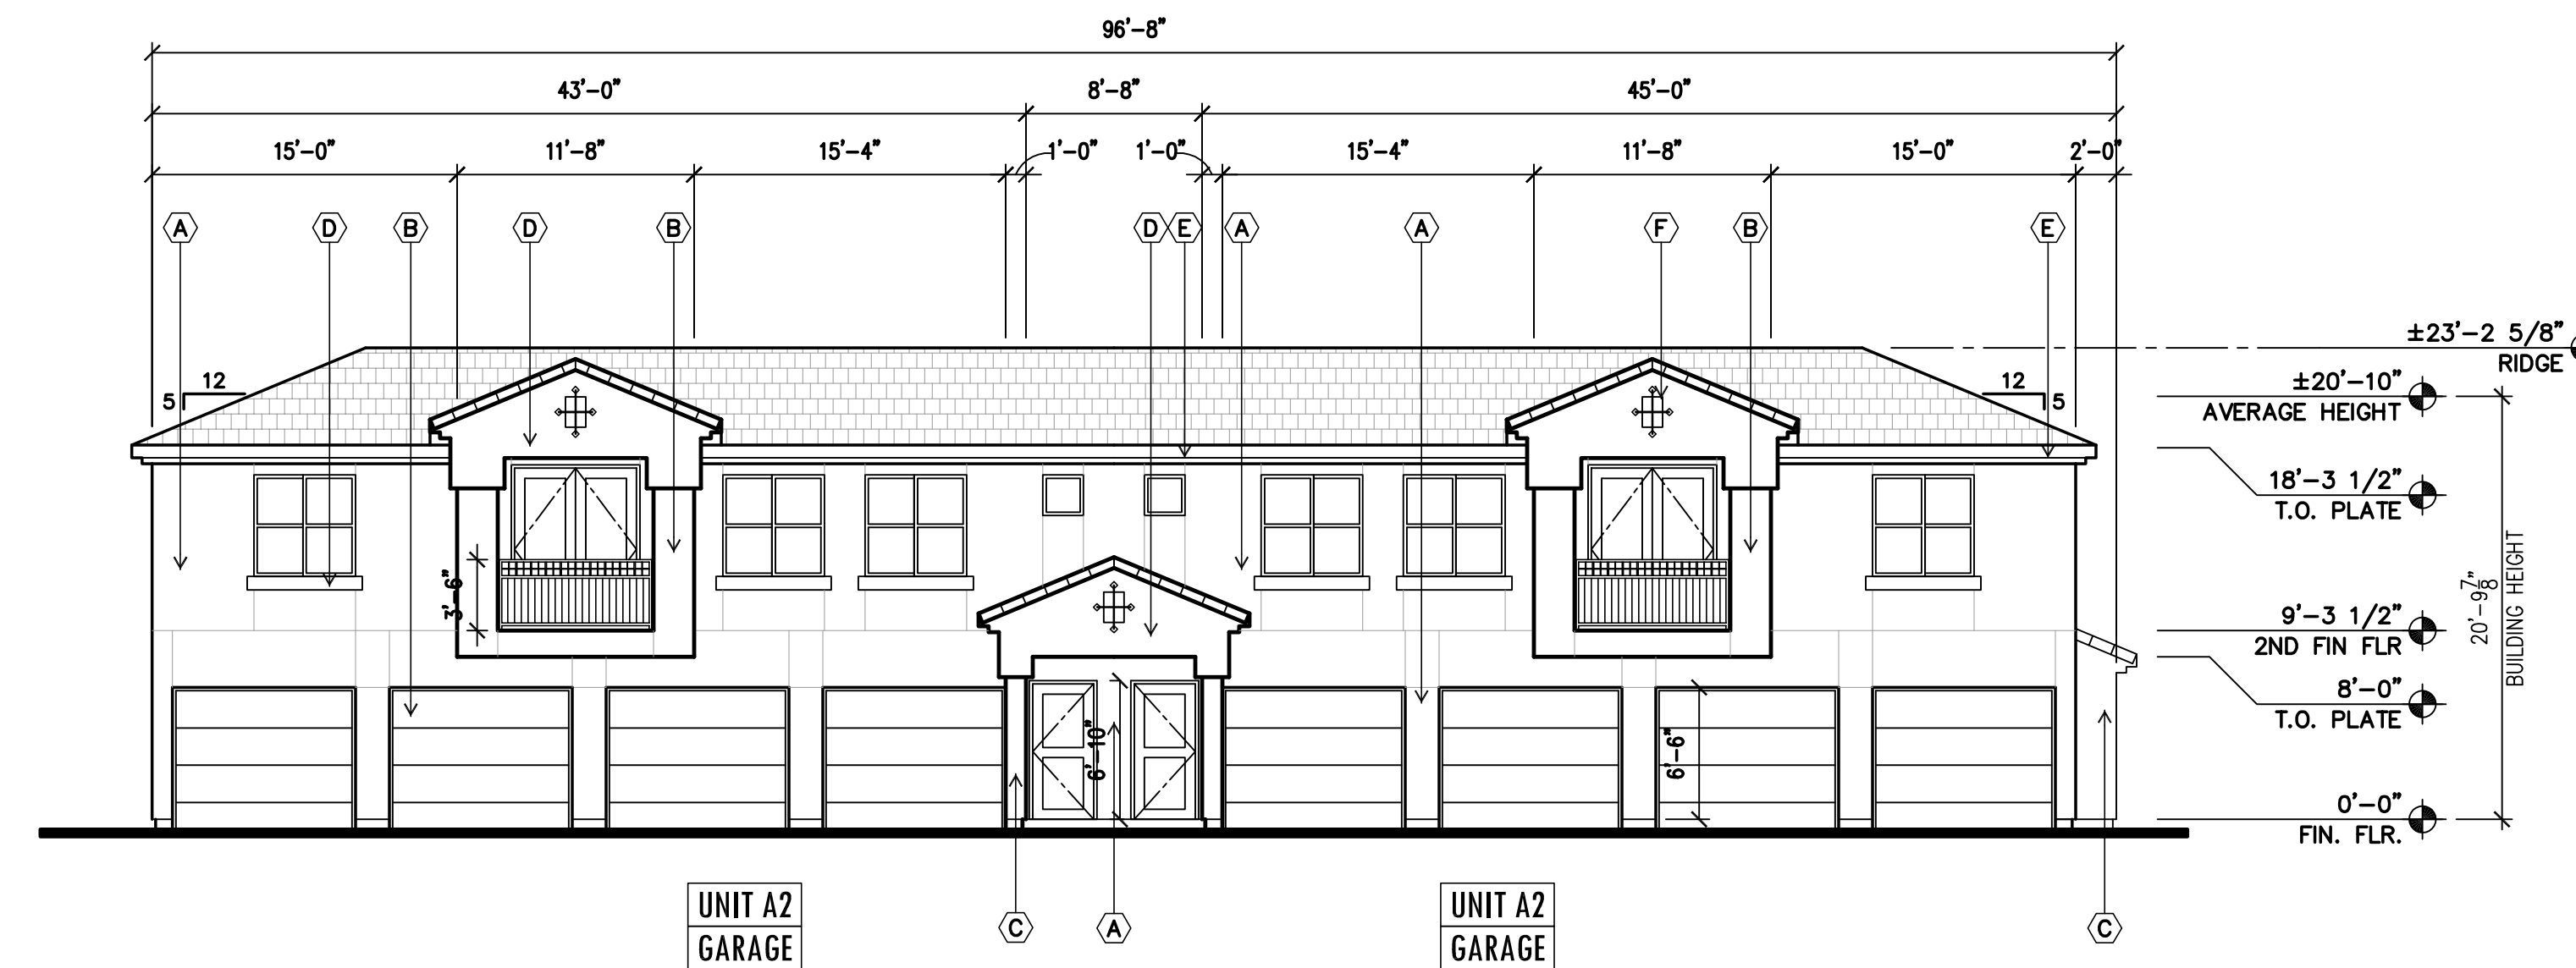 96'-8"
43'-0" 8'-8" 45'-0"
15'-0" 11'-8" 15'-4" 1'-0" 1'-0" 15'-4" 11'-8" 15'-0" 2'-0"
A D B D B D E A A F B E
±23'-2 5/8"
RIDGE
12
5
12
5
±20'-10"
AVERAGE HEIGHT
18'-3 1/2"
T.O. PLATE
3'-6"
9'-3 1/2"
2ND FIN FLR
20'-9 7/8"
BUILDING HEIGHT
8'-0"
T.O. PLATE
6'-10"
6'-6"
0'-0"
FIN. FLR.
UNIT A2
GARAGE
C A
UNIT A2
GARAGE
C